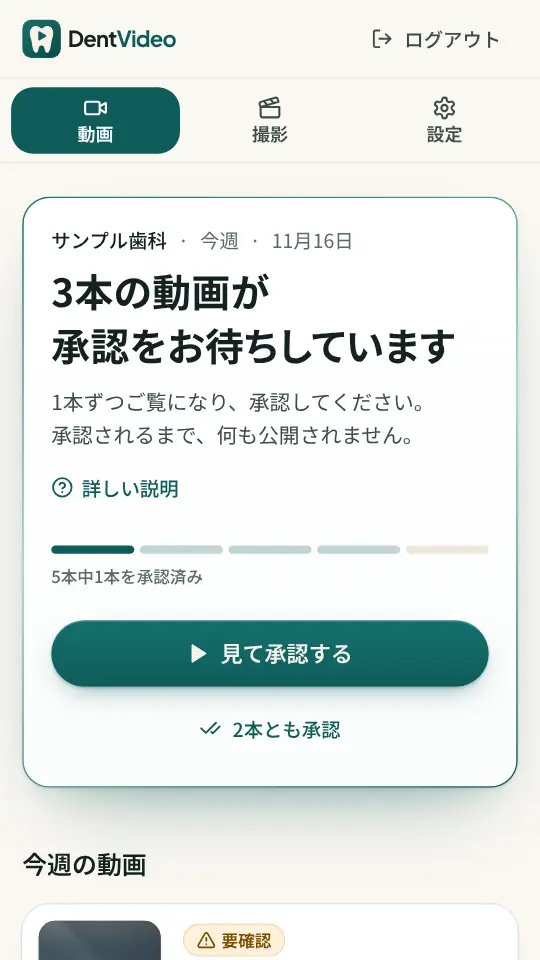 DentVideo
ログアウト
動画
撮影
設定
サンプル歯科 · 今週 · 11月16日
3本の動画が
承認をお待ちしています
1本ずつご覧になり、承認してください。
承認されるまで、何も公開されません。
詳しい説明
5本中1本を承認済み
見て承認する
2本とも承認
今週の動画
要確認